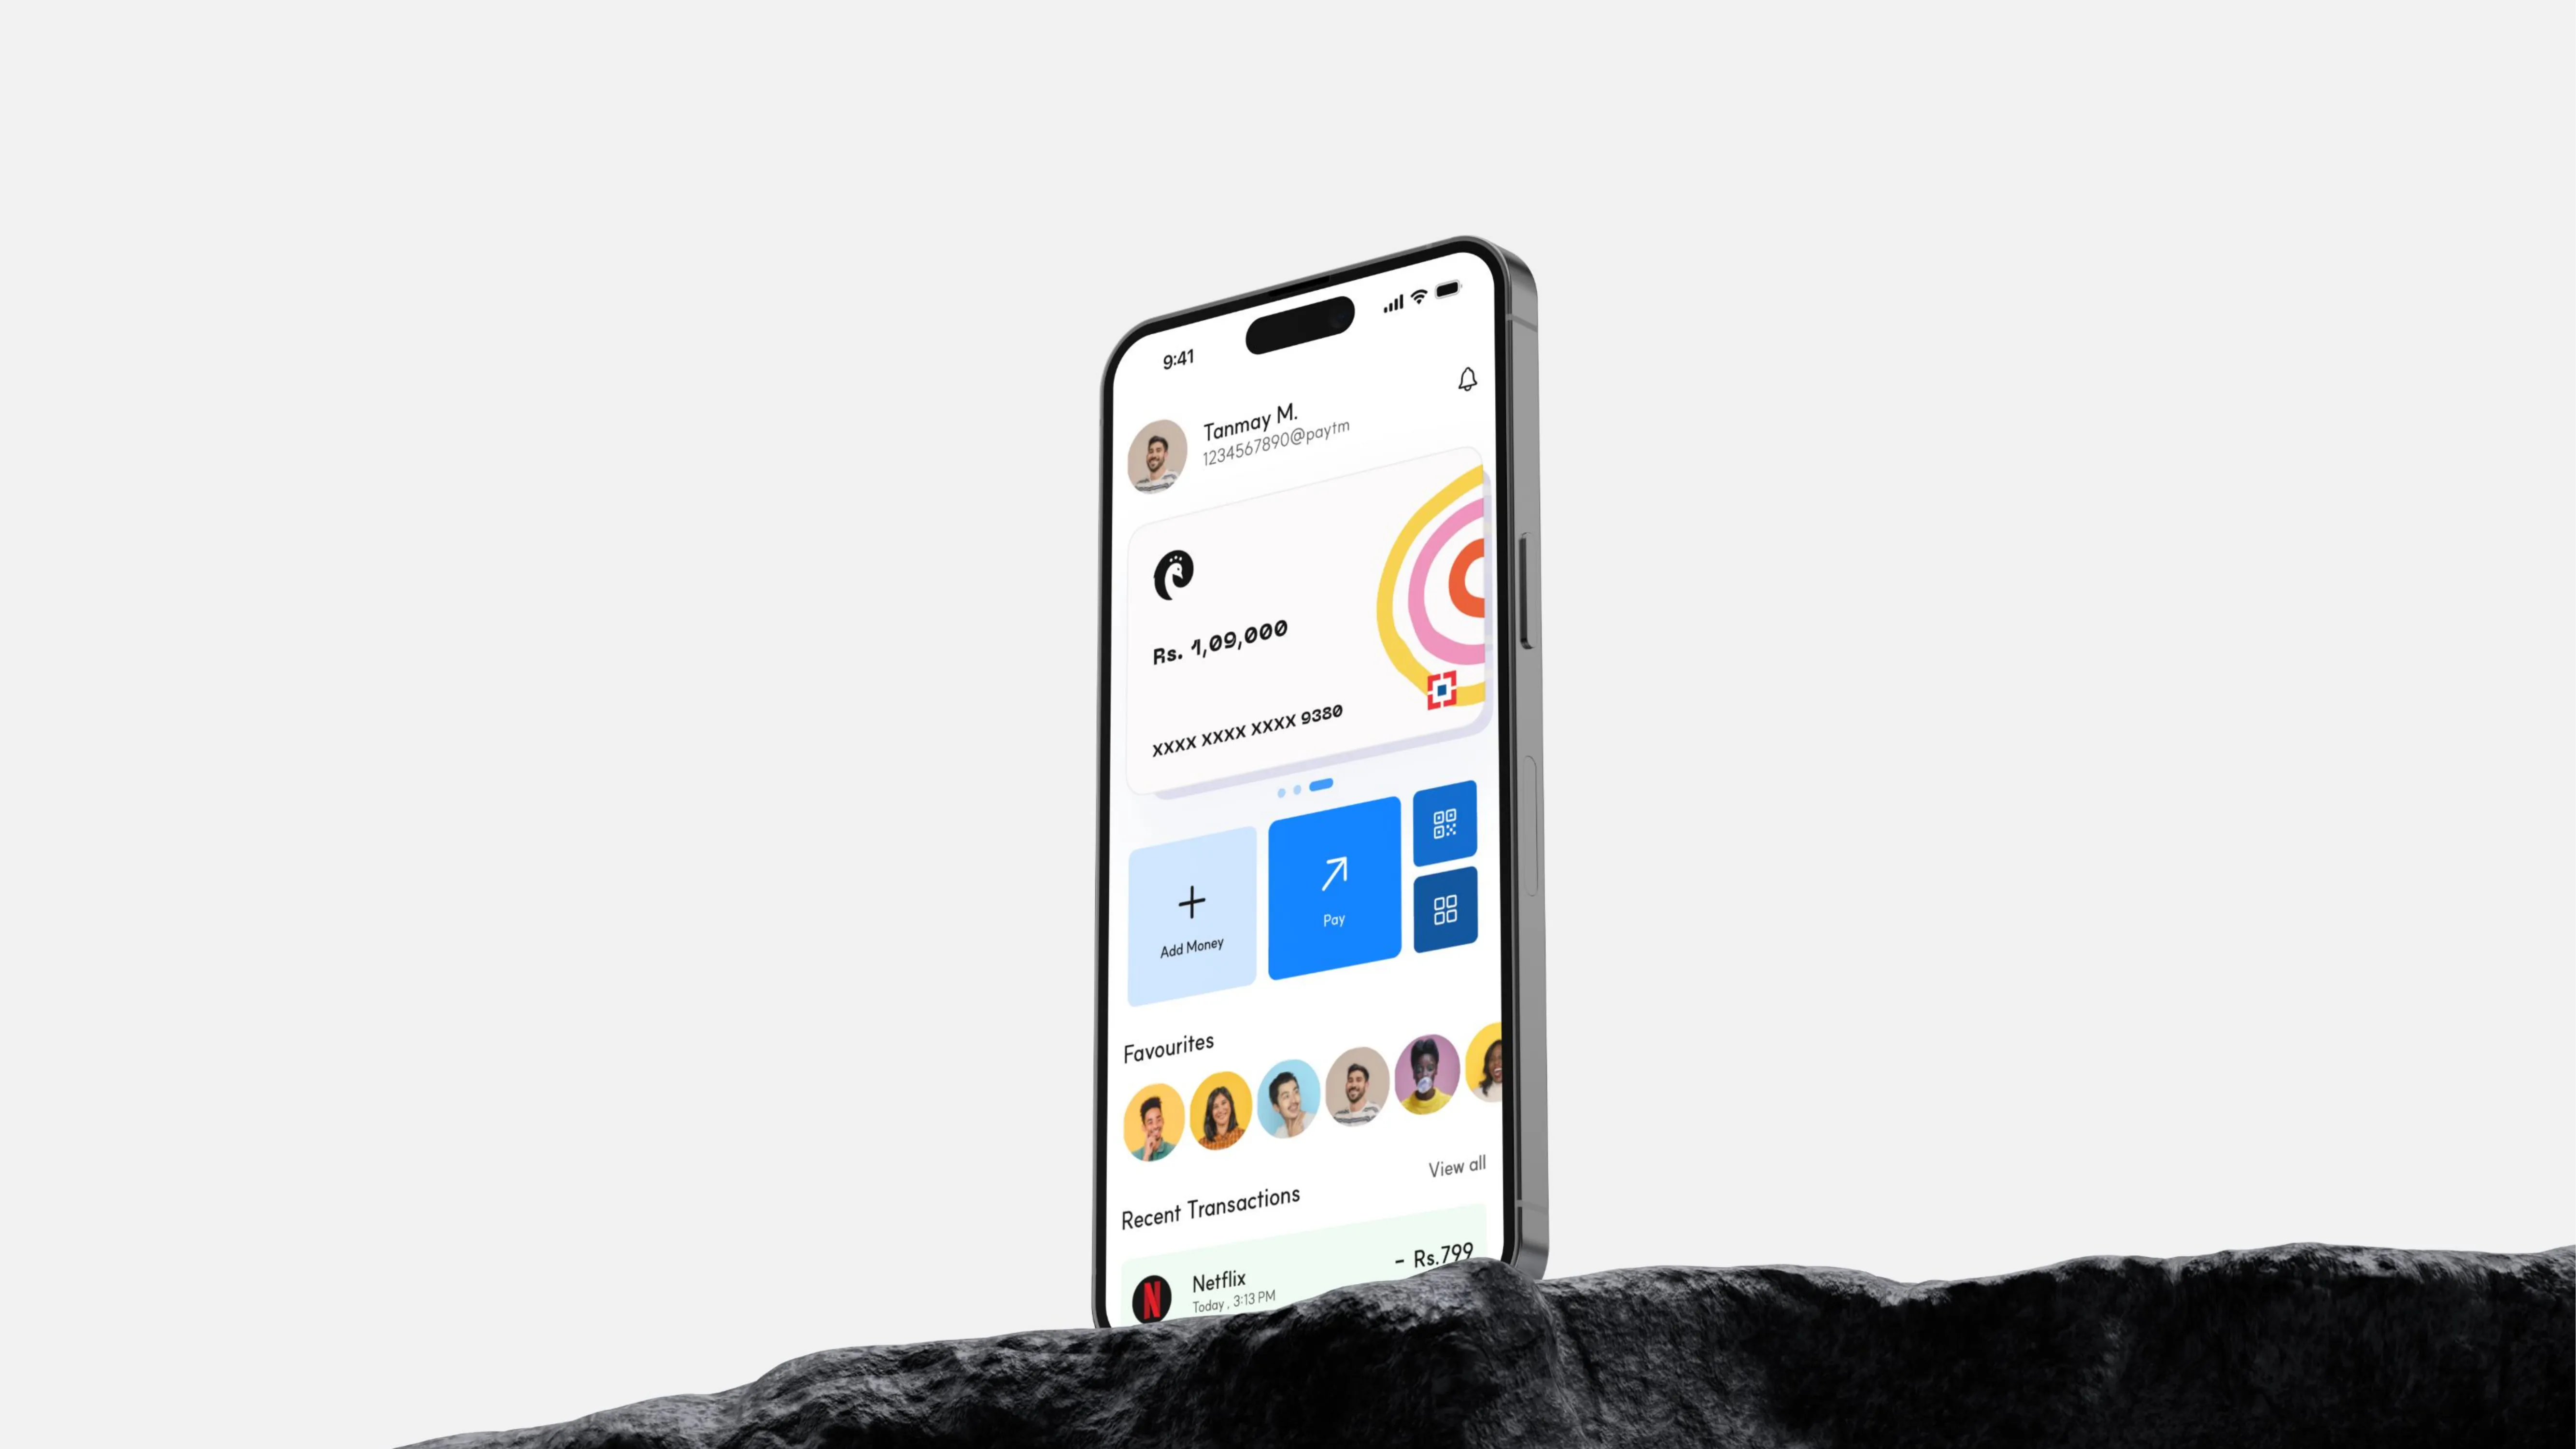 9:41
Tanmay M.
1234567890@paytm
Rs. 1,09,000
XXXX XXXX XXXX 9380
Add Money
Pay
Favourites
View all
Recent Transactions
Netflix
- Rs.799
Today , 3:13 PM